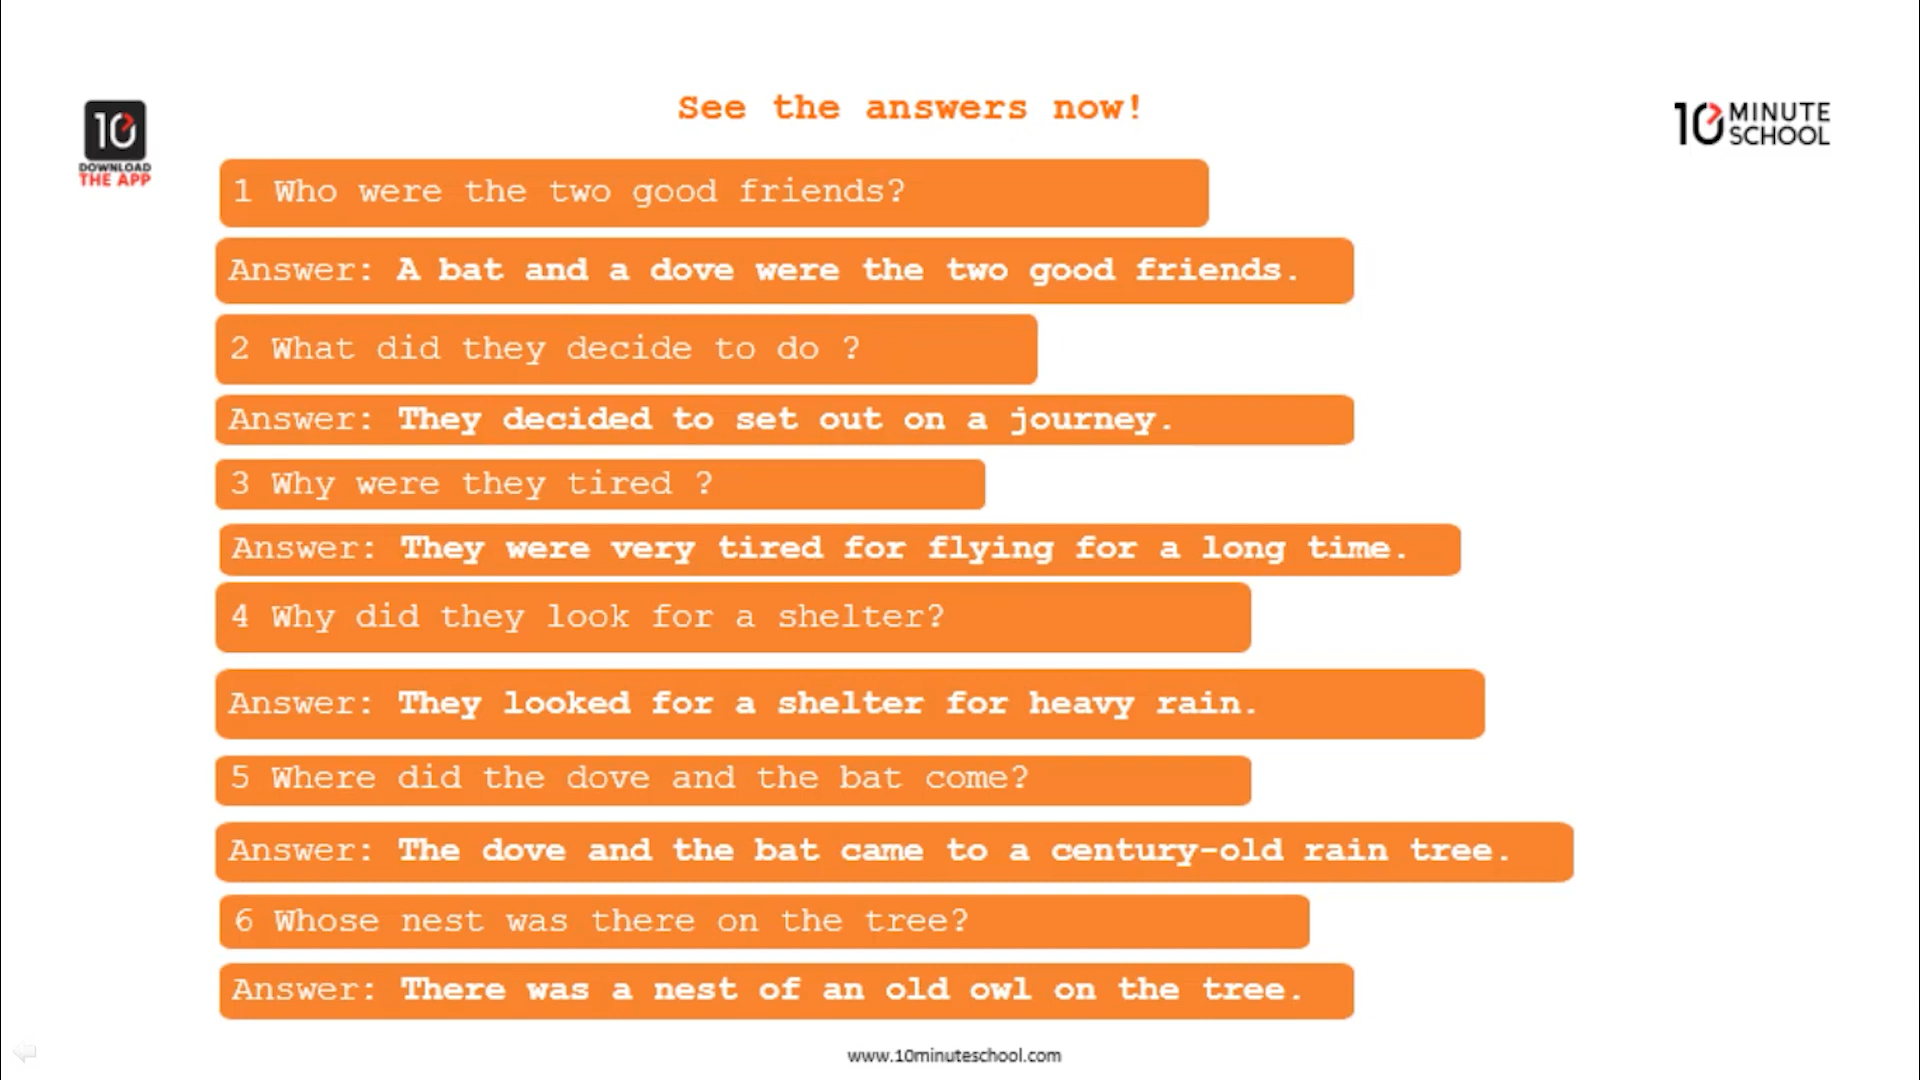 See the answers now!
10
DOWNLOAD
THE APP
10 MINUTE
SCHOOL
1 Who were the two good friends?
Answer: A bat and a dove were the two good friends.
2 What did they decide to do ?
Answer: They decided to set out on a journey.
3 Why were they tired ?
Answer: They were very tired for flying for a long time.
4 Why did they look for a shelter?
Answer: They looked for a shelter for heavy rain.
5 Where did the dove and the bat come?
Answer: The dove and the bat came to a century-old rain tree.
6 Whose nest was there on the tree?
Answer: There was a nest of an old owl on the tree.
www.10minuteschool.com